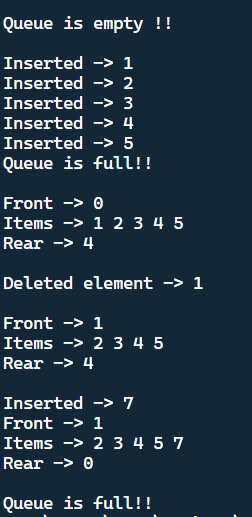 Queue is empty !!
Inserted -> 1
Inserted -> 2
Inserted -> 3
Inserted -> 4
Inserted -> 5
Queue is full!!
Front -> 0
Items -> 1 2 3 4 5
Rear -> 4
Deleted element -> 1
Front -> 1
Items -> 2 3 4 5
Rear -> 4
Inserted -> 7
Front -> 1
Items -> 2 3 4 5 7
Rear -> 0
Queue is full!!